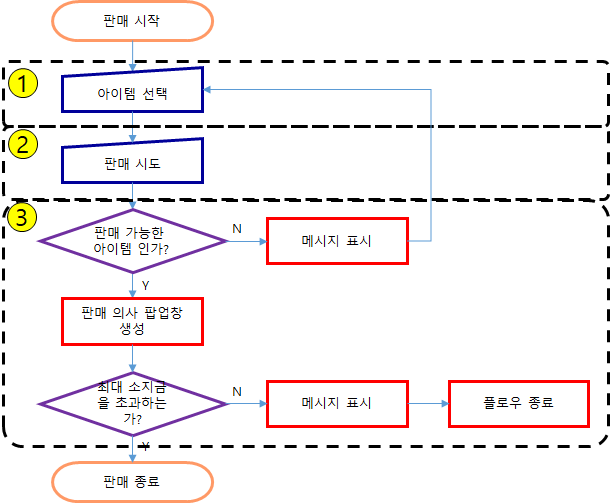 판매 시작
1
아이템 선택
2
판매 시도
3
판매 가능한
아이템 인가?
N
메시지 표시
Y
판매 의사 팝업창
생성
최대 소지금
을 초과하는
가?
N
메시지 표시
플로우 종료
Y
판매 종료